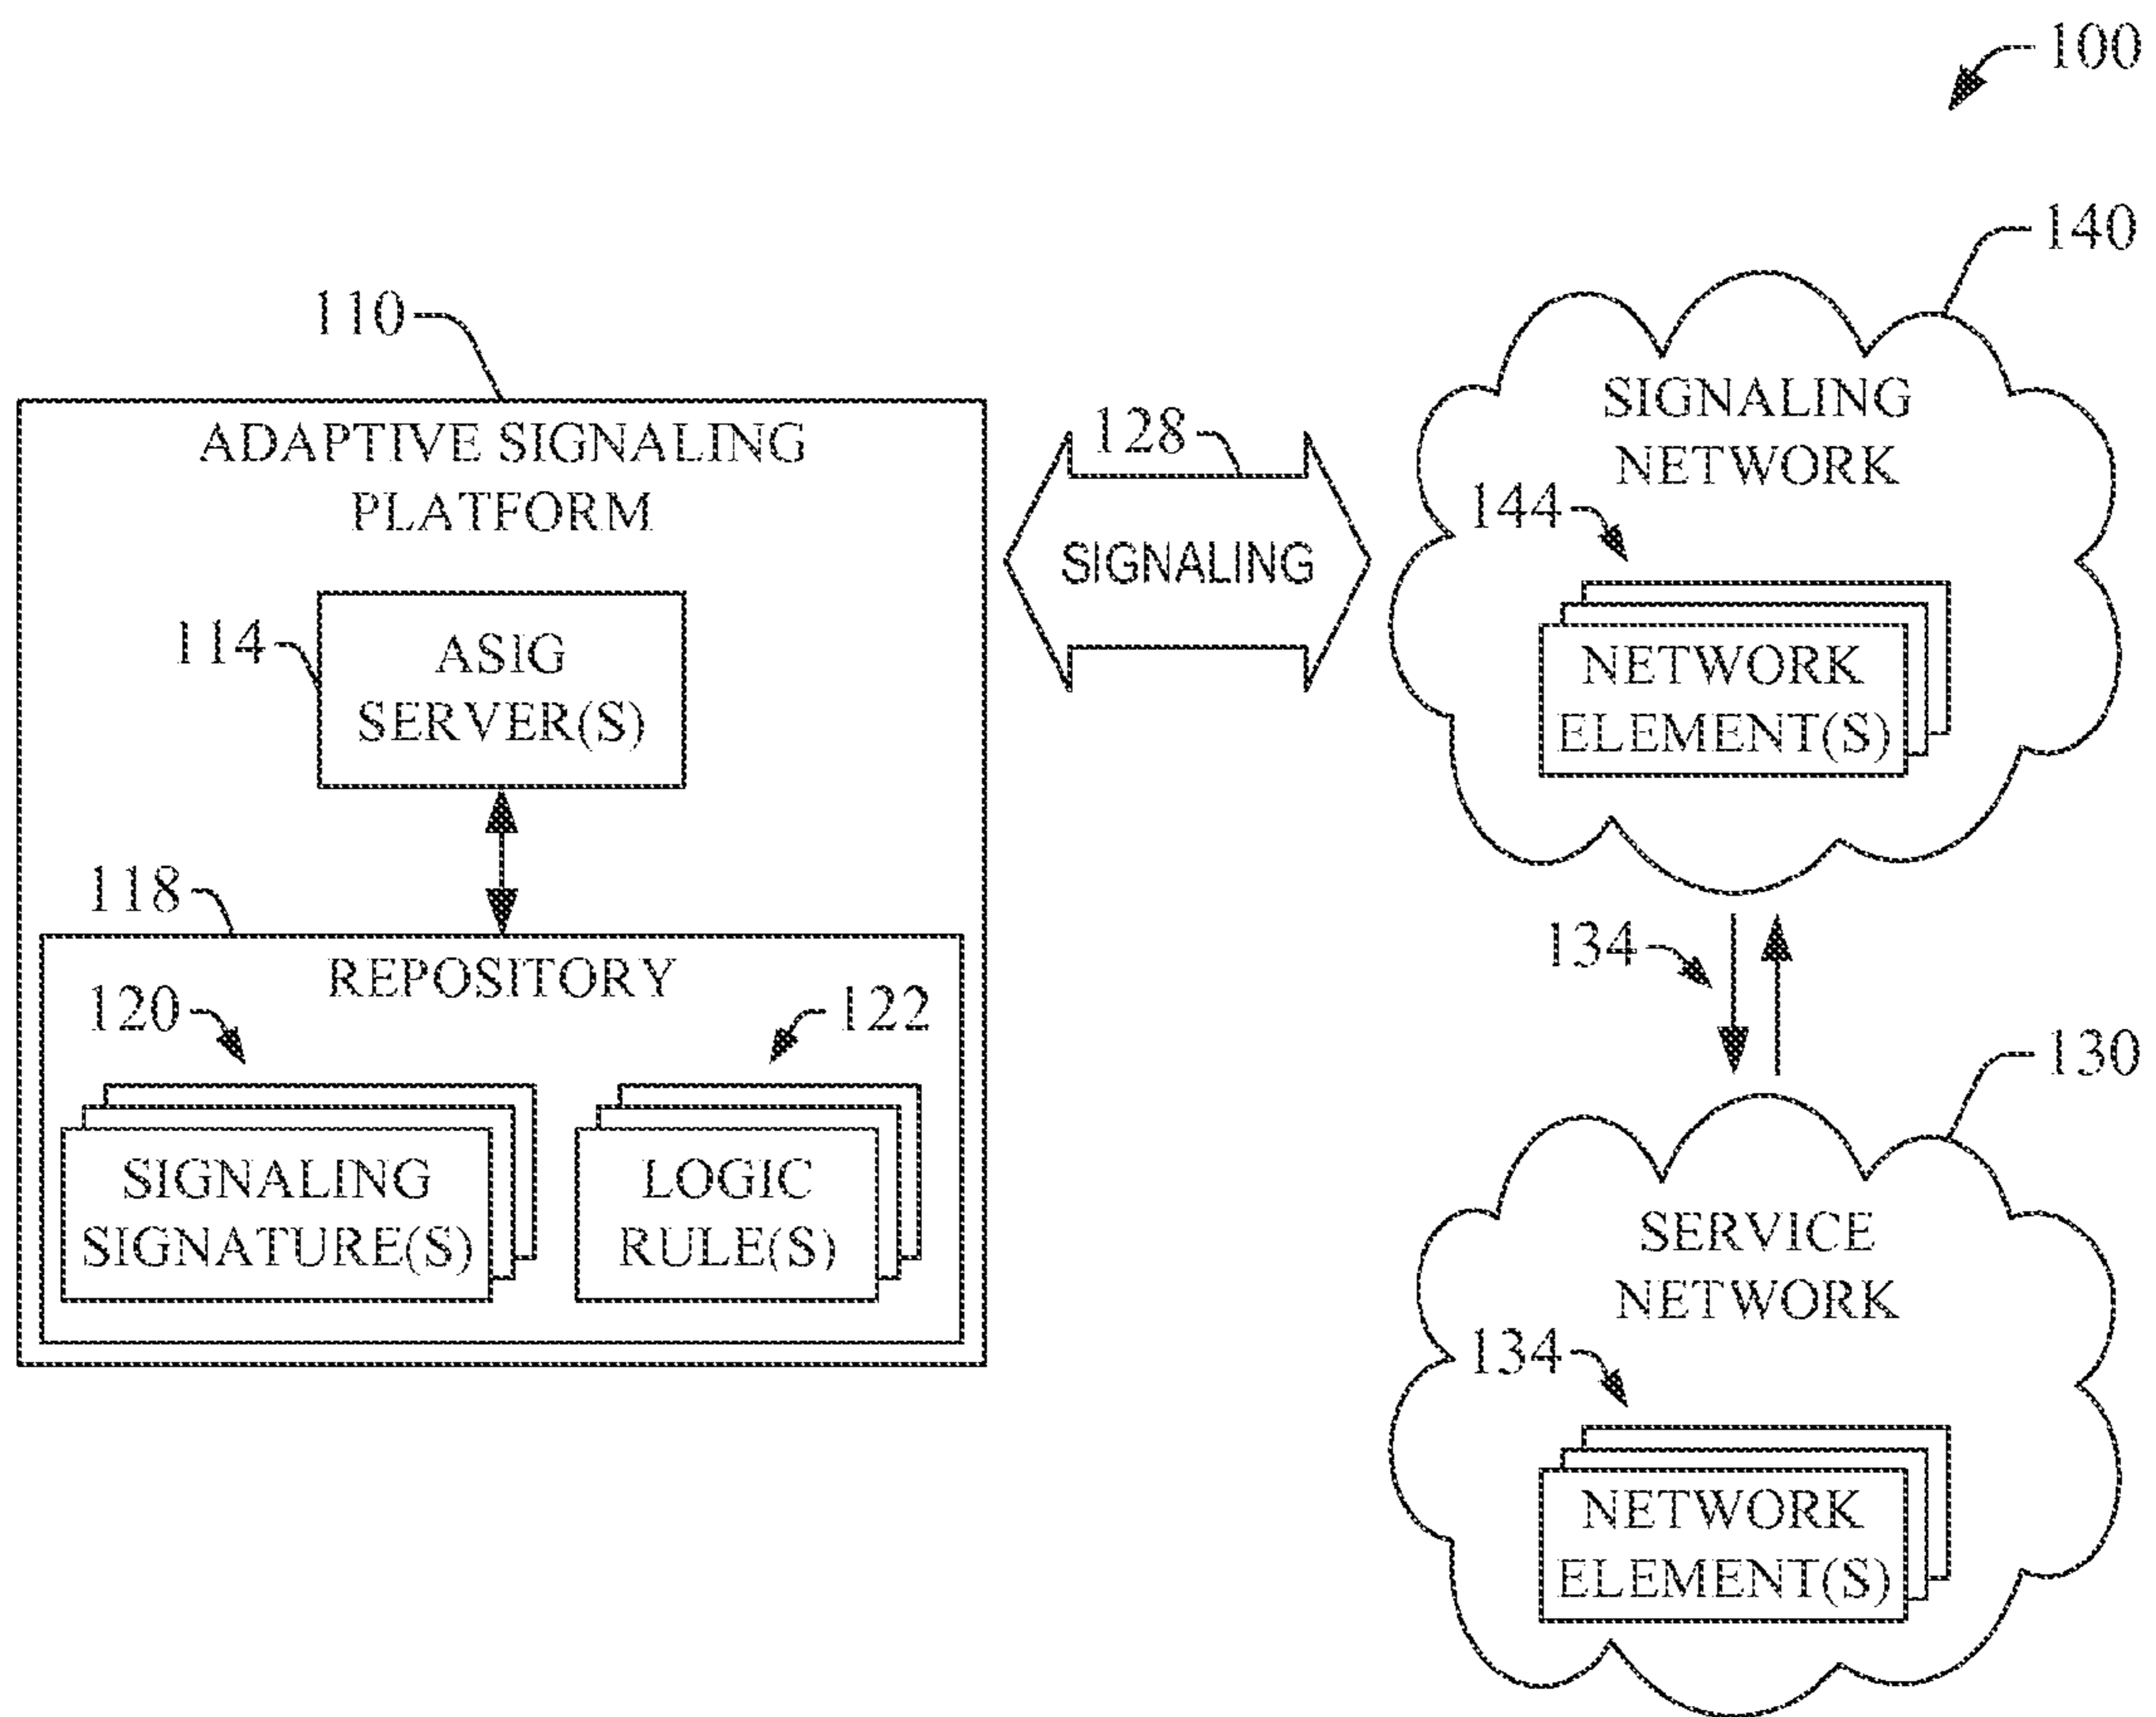 100
140
110
ADAPTIVE SIGNALING
PLATFORM
128
SIGNALING
SIGNALING
NETWORK
144
NETWORK
ELEMENT(S)
114
ASIG
SERVER(S)
118
REPOSITORY
120
122
SIGNALING
SIGNATURE(S)
LOGIC
RULE(S)
134
130
SERVICE
NETWORK
134
NETWORK
ELEMENT(S)